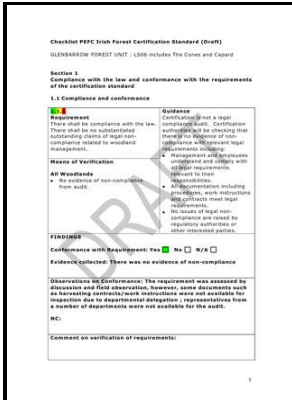 Checklist PEFC Irish Forest Certification Standard (Draft)
GLENBARROW FOREST UNIT : LS06 includes The Cones and Capard
Section 1
Compliance with the law and conformance with the requirements
of the certification standard
1.1 Compliance and conformance
1.1.1
Requirement
There shall be compliance with the law.
There shall be no substantiated
outstanding claims of legal non-
compliance related to woodland
management.
Means of Verification
All Woodlands
• No evidence of non-compliance
from audit.
Guidance
Certification is not a legal
compliance audit. Certification
authorities will be checking that
there is no evidence of non-
compliance with relevant legal
requirements including:
• Management and employees
understand and comply with
all legal requirements
relevant to their
responsibilities.
• All documentation including
procedures, work instructions
and contracts meet legal
requirements.
• No issues of legal non-
compliance are raised by
regulatory authorities or
other interested parties.
DRAFT
FINDINGS
Conformance with Requirement: Yes No N/A
Evidence collected: There was no evidence of non-compliance
Observations on Conformance: The requirement was assessed by
discussion and field observation, however, some documents such
as harvesting contracts/work instructions were not available for
inspection due to departmental delegation ; representatives from
a number of departments were not available for the audit.
NC:
Comment on verification of requirements:
1